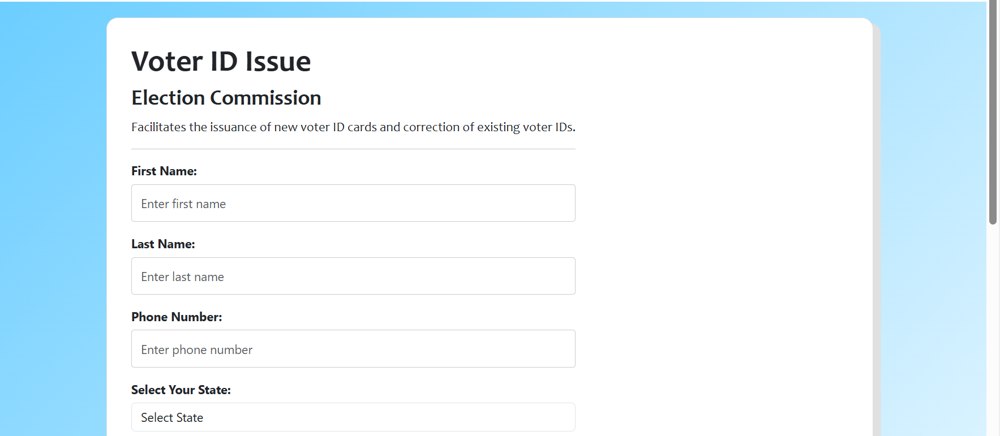 Voter ID Issue
Election Commission
Facilitates the issuance of new voter ID cards and correction of existing voter IDs.
First Name:
Enter first name
Last Name:
Enter last name
Phone Number:
Enter phone number
Select Your State:
Select State